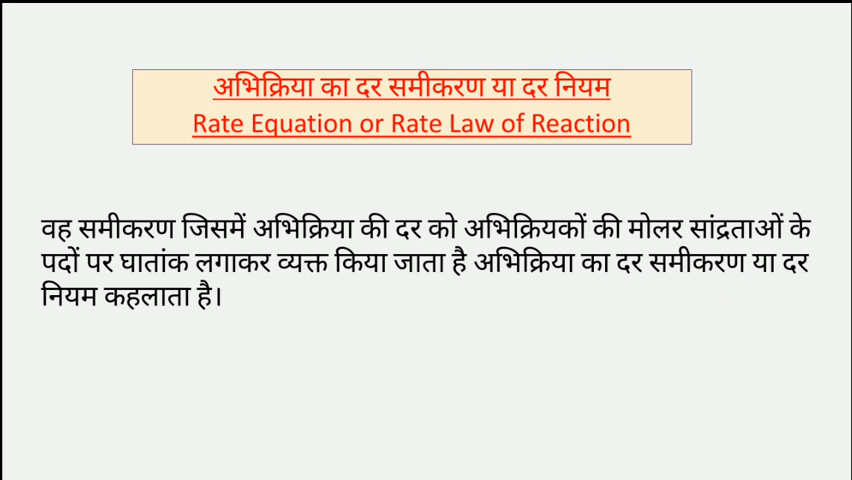 अभिक्रिया का दर समीकरण या दर नियम
Rate Equation or Rate Law of Reaction
वह समीकरण जिसमें अभिक्रिया की दर को अभिक्रियकों की मोलर सांद्रताओं के
पदों पर घातांक लगाकर व्यक्त किया जाता है अभिक्रिया का दर समीकरण या दर
नियम कहलाता है।